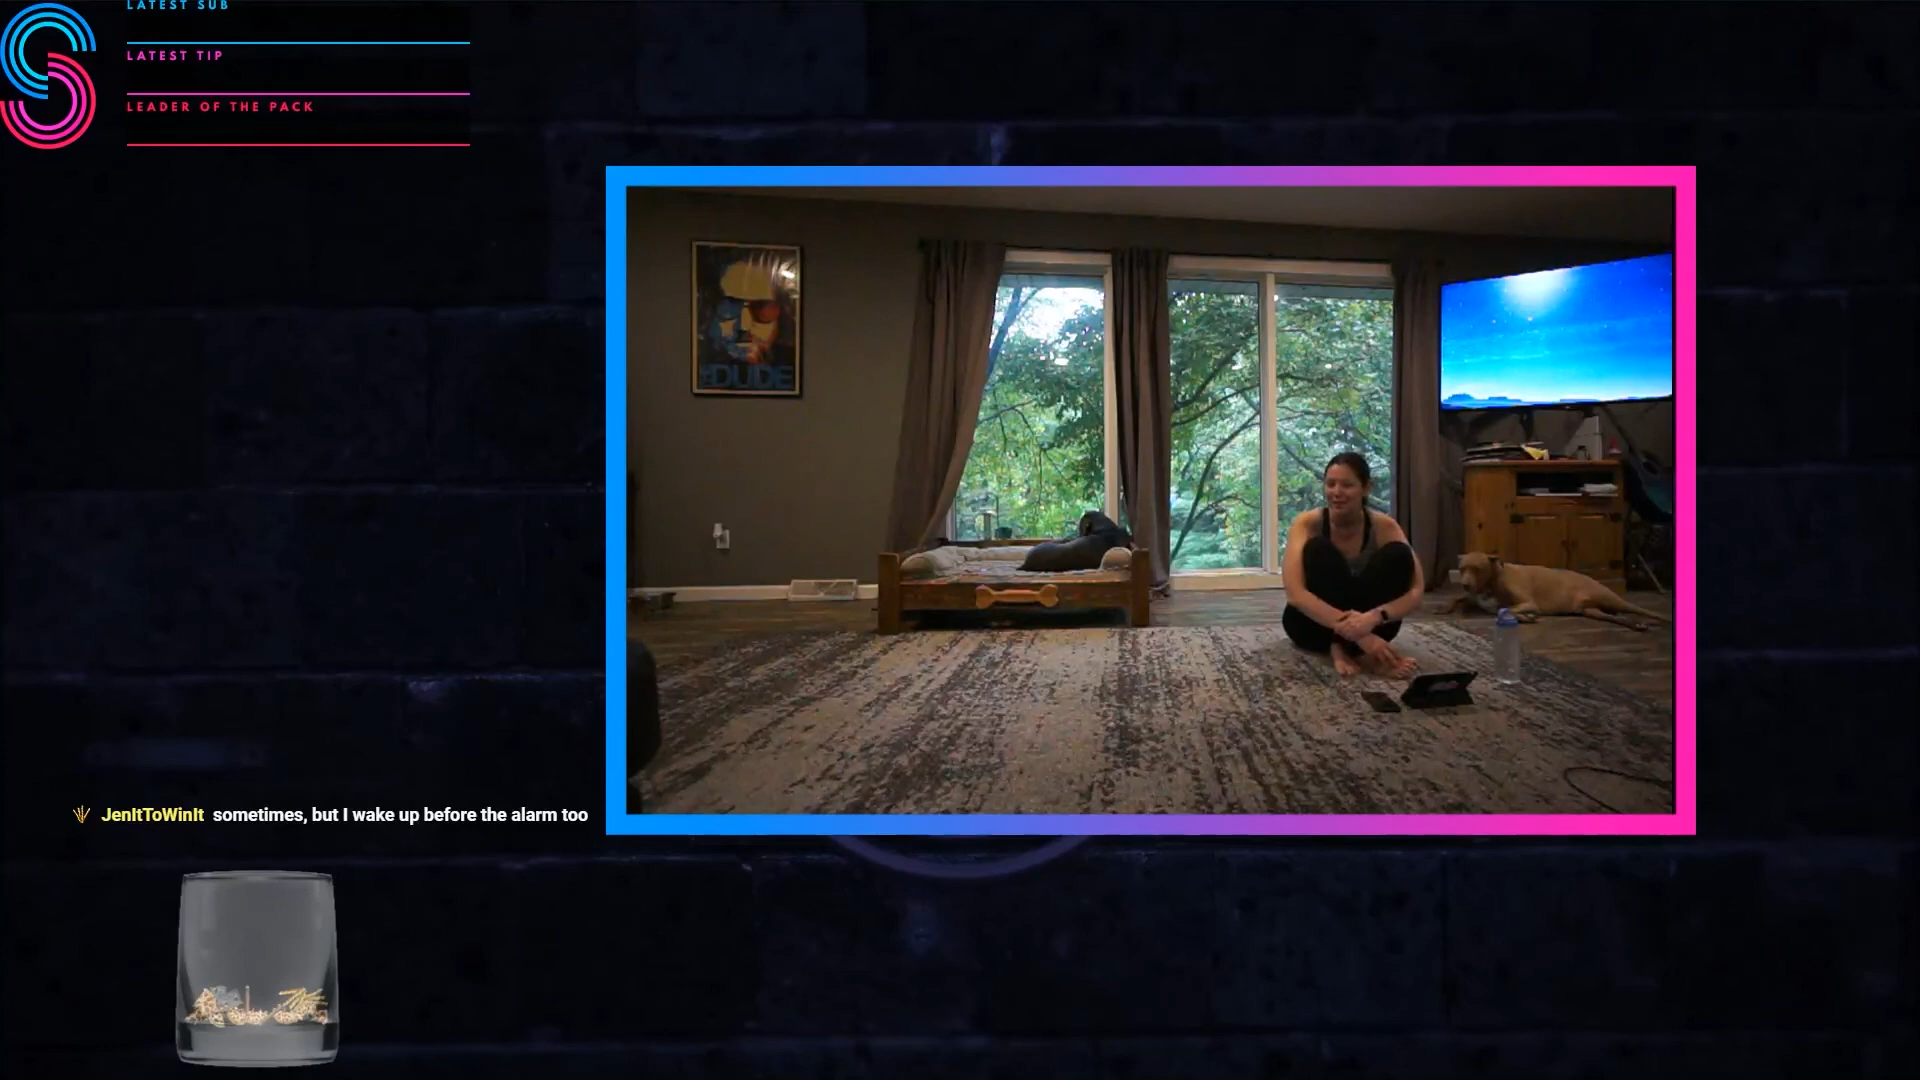 LATEST SUB
LATEST TIP
LEADER OF THE PACK
DUDE
JenItToWinIt sometimes, but I wake up before the alarm too